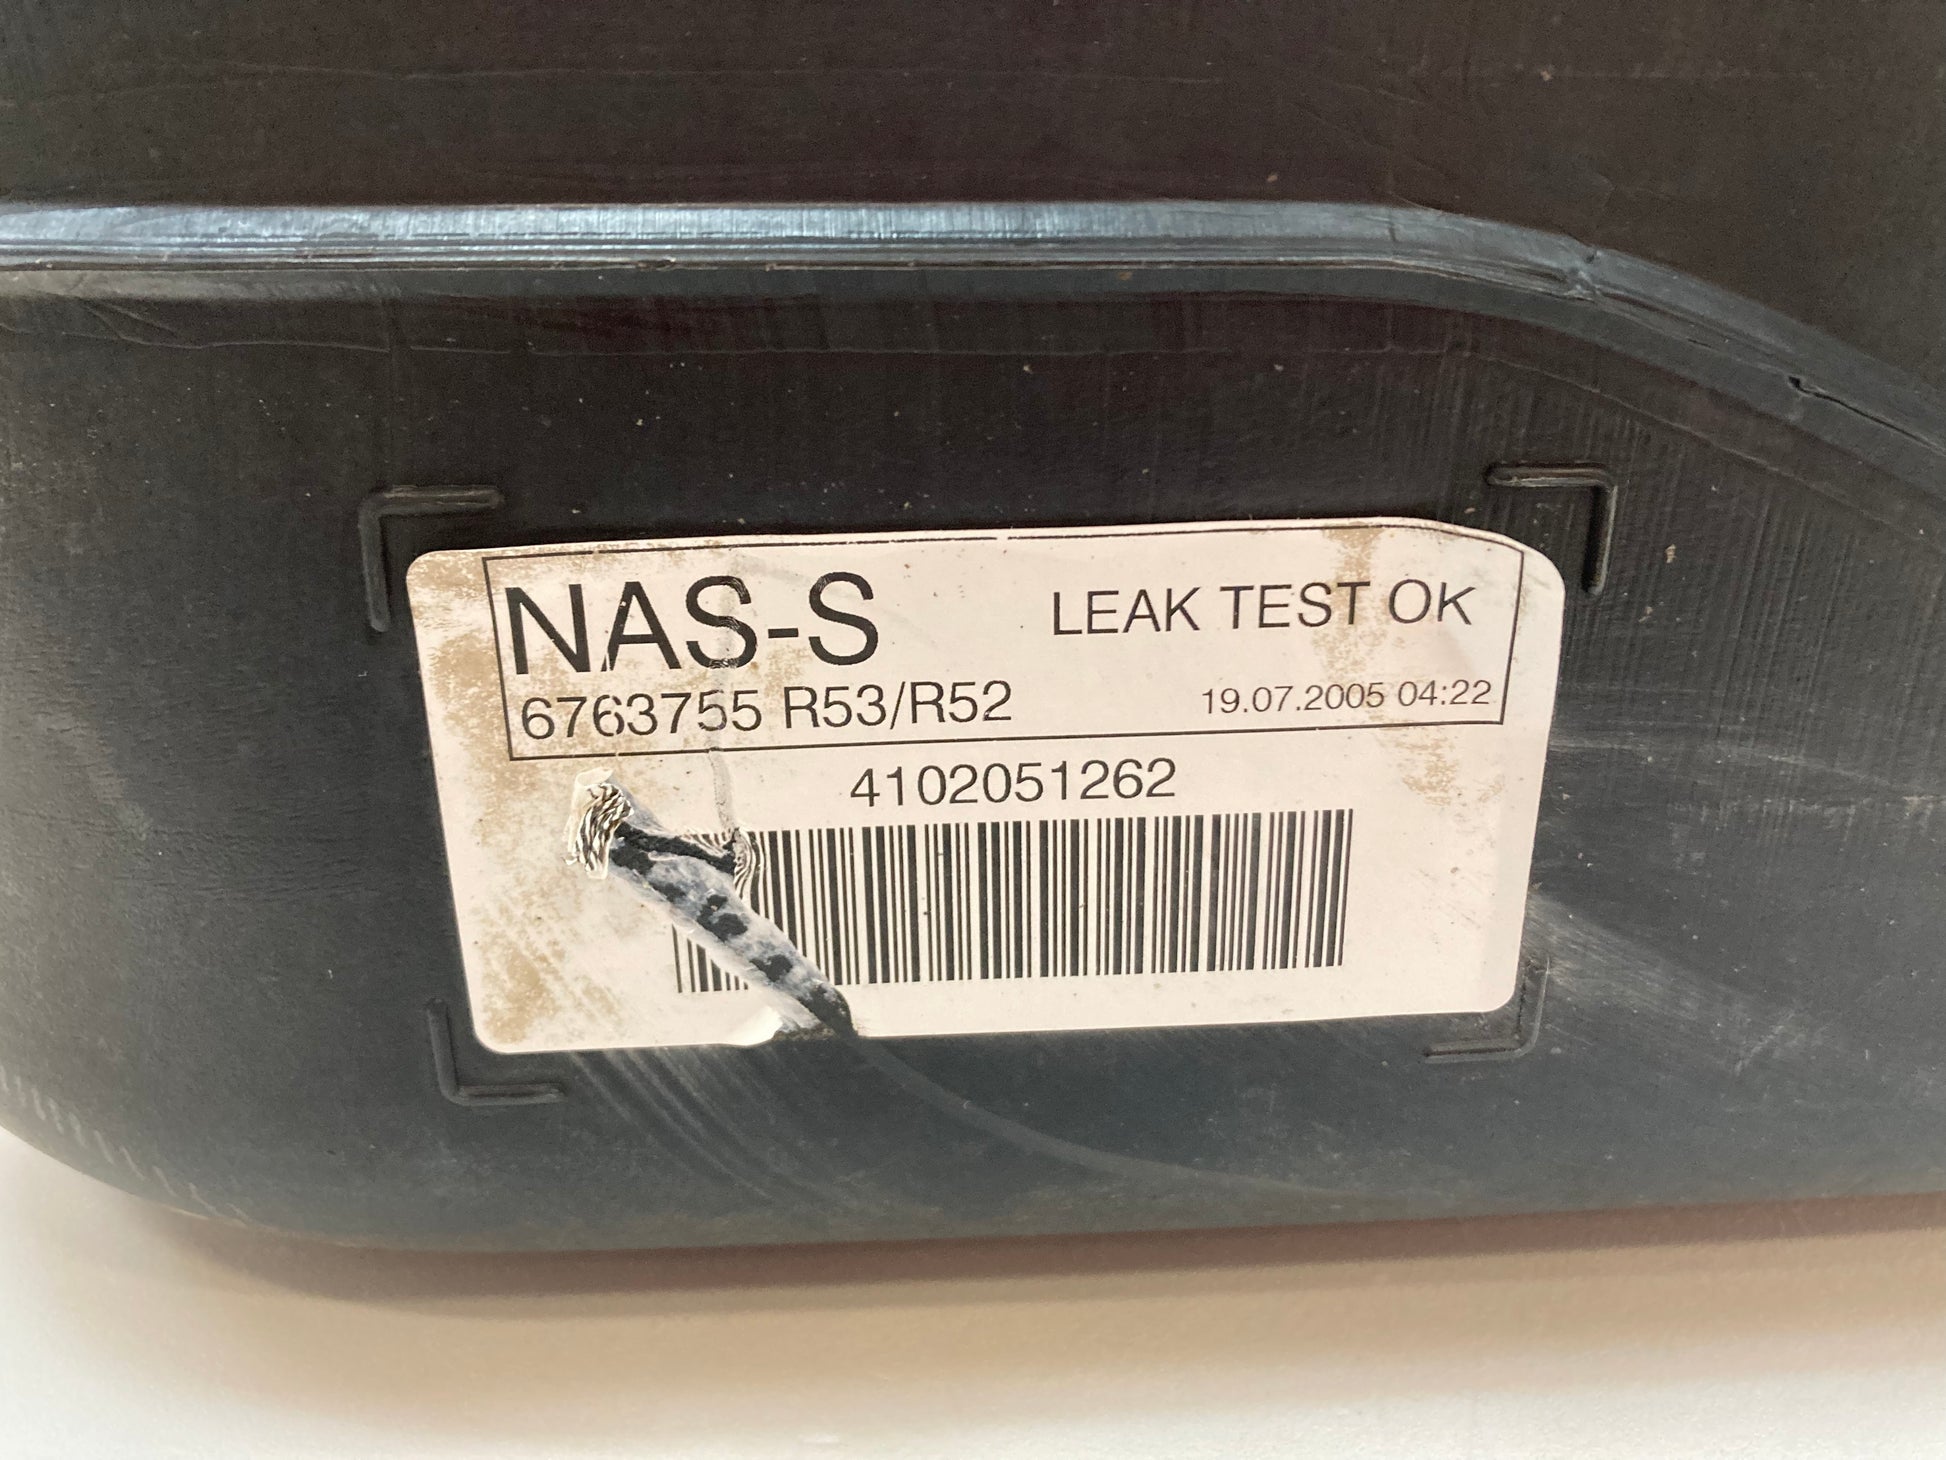 NAS-S
LEAK TEST OK
6763755 R53/R52
19.07.2005 04:22
4102051262